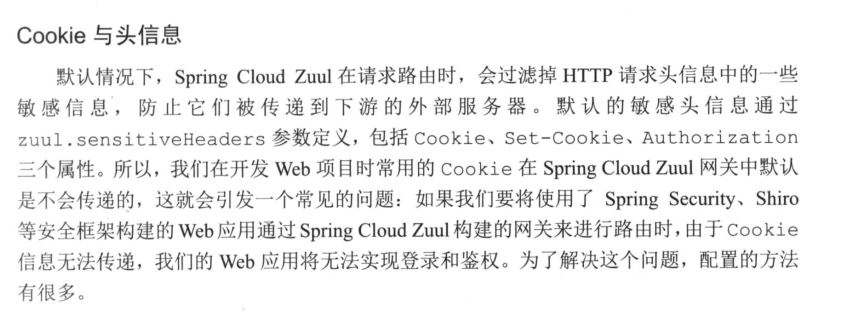 Cookie 与头信息
默认情况下，Spring Cloud Zuul 在请求路由时，会过滤掉 HTTP 请求头信息中的一些
敏感信息，防止它们被传递到下游的外部服务器。默认的敏感头信息通过
zuul.sensitiveHeaders 参数定义，包括 Cookie、Set-Cookie、Authorization
三个属性。所以，我们在开发 Web 项目时常用的 Cookie 在 Spring Cloud Zuul 网关中默认
是不会传递的，这就会引发一个常见的问题：如果我们要将使用了 Spring Security、Shiro
等安全框架构建的 Web 应用通过 Spring Cloud Zuul 构建的网关来进行路由时，由于 Cookie
信息无法传递，我们的 Web 应用将无法实现登录和鉴权。为了解决这个问题，配置的方法
有很多。